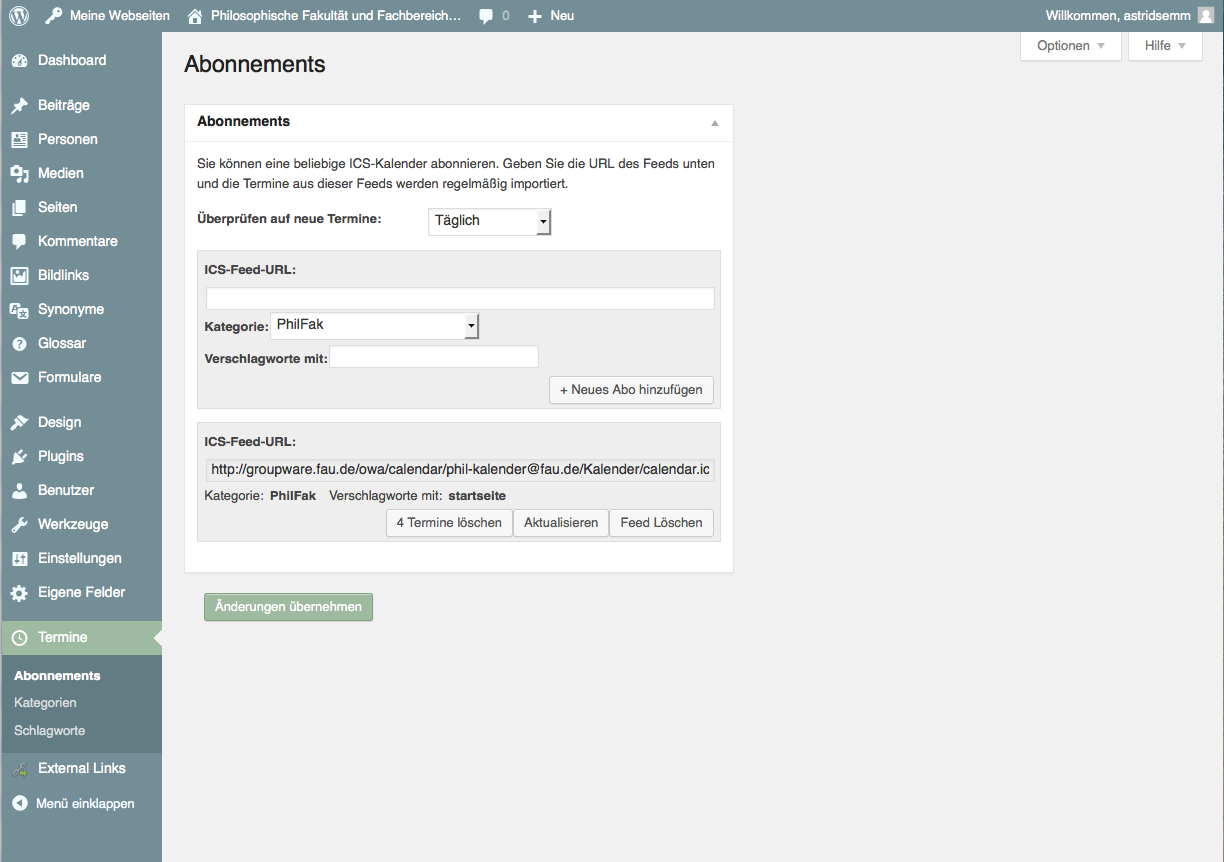 Meine Webseiten Philosophische Fakultät und Fachbereich... 0 Neu Willkommen, astridsemm
Optionen Hilfe
Dashboard
Beiträge
Personen
Medien
Seiten
Kommentare
Bildlinks
Synonyme
Glossar
Formulare
Design
Plugins
Benutzer
Werkzeuge
Einstellungen
Eigene Felder
Termine
Abonnements
Kategorien
Schlagworte
External Links
Menü einklappen
Abonnements
Abonnements
Sie können eine beliebige ICS-Kalender abonnieren. Geben Sie die URL des Feeds unten
und die Termine aus dieser Feeds werden regelmäßig importiert.
Überprüfen auf neue Termine: Täglich
ICS-Feed-URL:
Kategorie: PhilFak
Verschlagworte mit:
+ Neues Abo hinzufügen
ICS-Feed-URL:
http://groupware.fau.de/owa/calendar/phil-kalender@fau.de/Kalender/calendar.ic
Kategorie: PhilFak Verschlagworte mit: startseite
4 Termine löschen Aktualisieren Feed Löschen
Änderungen übernehmen